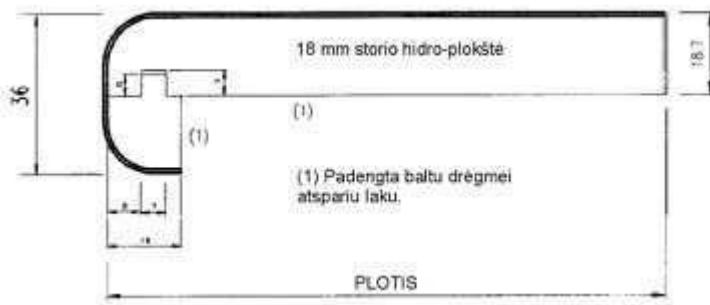 18 mm storio hidro-plokštė
18.7
36
(1)
(1)
(1) Padengta baltu drėgmei
atspariu laku.
PLOTIS